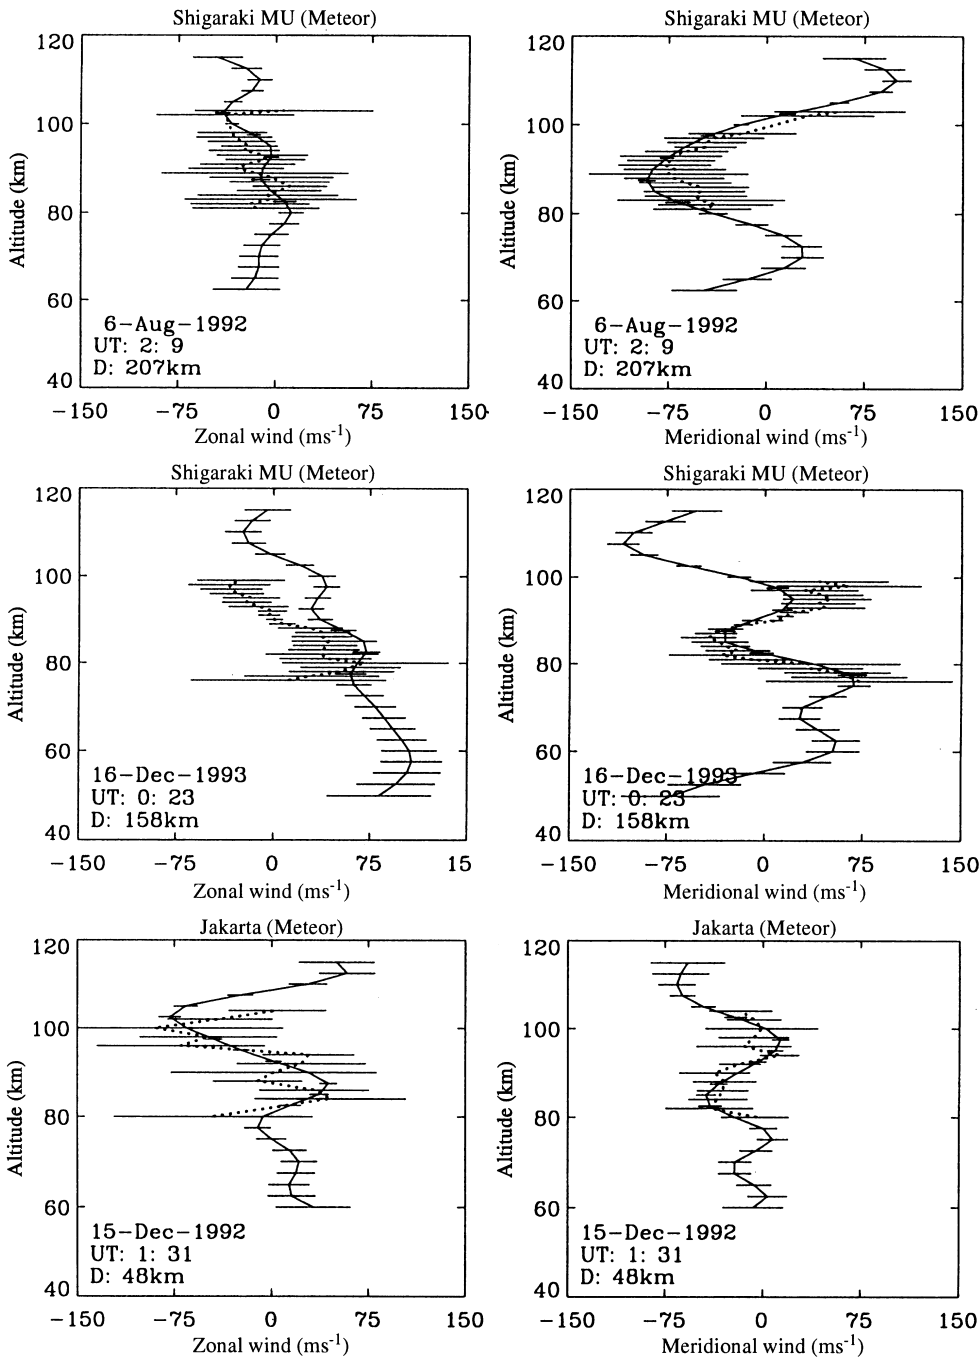 Shigaraki MU (Meteor)
120
100
80
60
40
Altitude (km)
6-Aug-1992
UT: 2: 9
D: 207km
-150 -75 0 75 150
Zonal wind (ms-1)
Shigaraki MU (Meteor)
120
100
80
60
40
Altitude (km)
6-Aug-1992
UT: 2: 9
D: 207km
-150 -75 0 75 150
Meridional wind (ms-1)
Shigaraki MU (Meteor)
120
100
80
60
40
Altitude (km)
16-Dec-1993
UT: 0: 23
D: 158km
-150 -75 0 75 15
Zonal wind (ms-1)
Shigaraki MU (Meteor)
120
100
80
60
40
Altitude (km)
16-Dec-1993
UT: 0: 23
D: 158km
-150 -75 0 75 150
Meridional wind (ms-1)
Jakarta (Meteor)
120
100
80
60
40
Altitude (km)
15-Dec-1992
UT: 1: 31
D: 48km
-150 -75 0 75 150
Zonal wind (ms-1)
Jakarta (Meteor)
120
100
80
60
40
Altitude (km)
15-Dec-1992
UT: 1: 31
D: 48km
-150 -75 0 75 150
Meridional wind (ms-1)